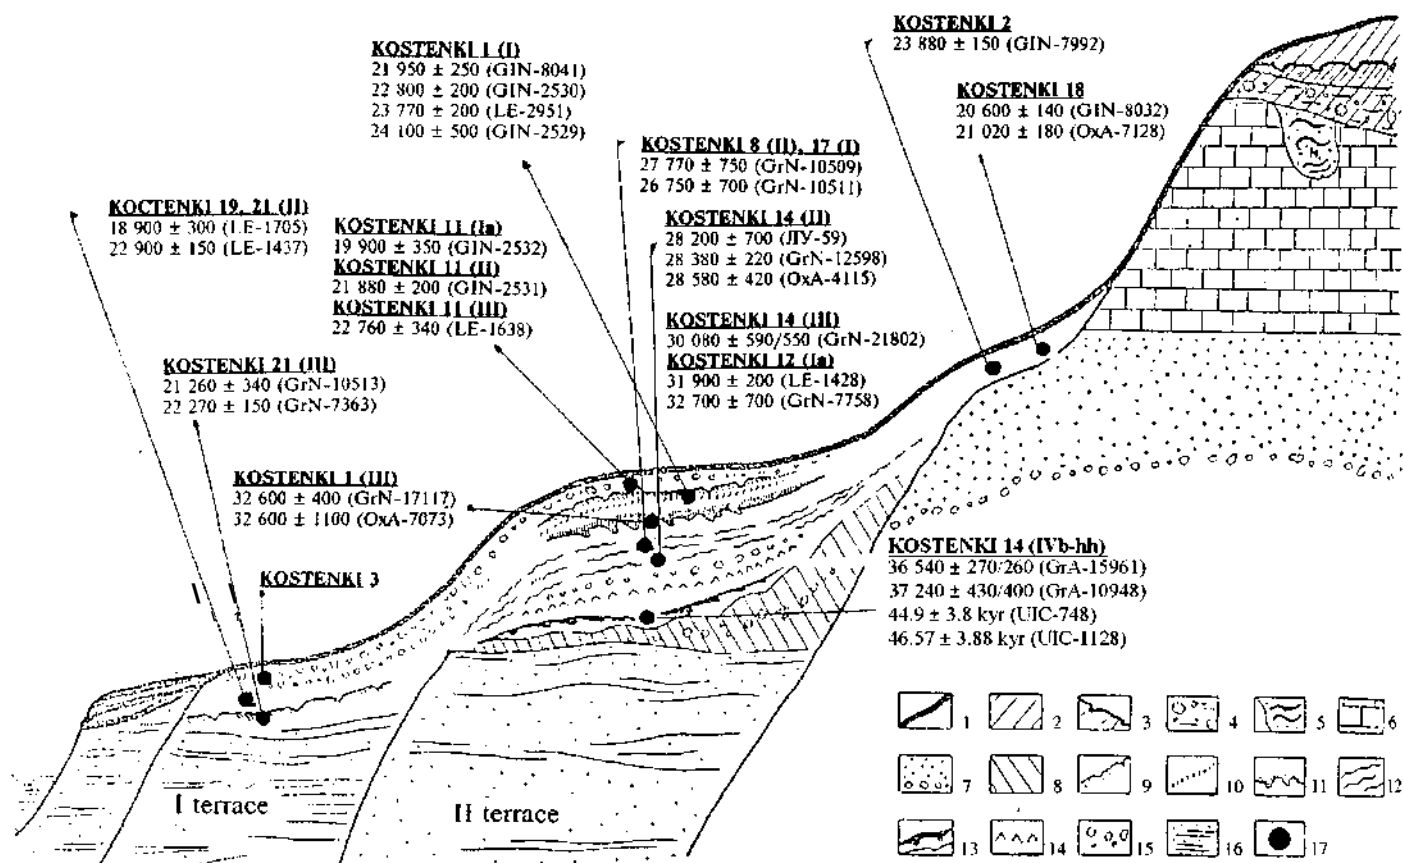 KOSTENKI 2
23 880 ± 150 (GIN-7992)
KOSTENKI 1 (I)
21 950 ± 250 (GIN-8041)
22 800 ± 200 (GIN-2530)
23 770 ± 200 (LE-2951)
24 100 ± 500 (GIN-2529)
KOSTENKI 18
20 600 ± 140 (GIN-8032)
21 020 ± 180 (OxA-7128)
KOSTENKI 8 (II), 17 (I)
27 770 ± 750 (GrN-10509)
26 750 ± 700 (GrN-10511)
KOCTENKI 19, 21 (II)
18 900 ± 300 (LE-1705)
22 900 ± 150 (LE-1437)
KOSTENKI 11 (Ia)
19 900 ± 350 (GIN-2532)
KOSTENKI 11 (II)
21 880 ± 200 (GIN-2531)
KOSTENKI 11 (III)
22 760 ± 340 (LE-1638)
KOSTENKI 14 (II)
28 200 ± 700 (ЛУ-59)
28 380 ± 220 (GrN-12598)
28 580 ± 420 (OxA-4115)
KOSTENKI 14 (III)
30 080 ± 590/550 (GrN-21802)
KOSTENKI 12 (Ia)
31 900 ± 200 (LE-1428)
32 700 ± 700 (GrN-7758)
KOSTENKI 21 (III)
21 260 ± 340 (GrN-10513)
22 270 ± 150 (GrN-7363)
KOSTENKI 1 (III)
32 600 ± 400 (GrN-17117)
32 600 ± 1100 (OxA-7073)
KOSTENKI 3
KOSTENKI 14 (IVb-hh)
36 540 ± 270/260 (GrA-15961)
37 240 ± 430/400 (GrA-10948)
44.9 ± 3.8 kyr (UIC-748)
46.57 ± 3.88 kyr (UIC-1128)
I terrace
II terrace
1 2 3 4 5 6
7 8 9 10 11 12
13 14 15 16 17